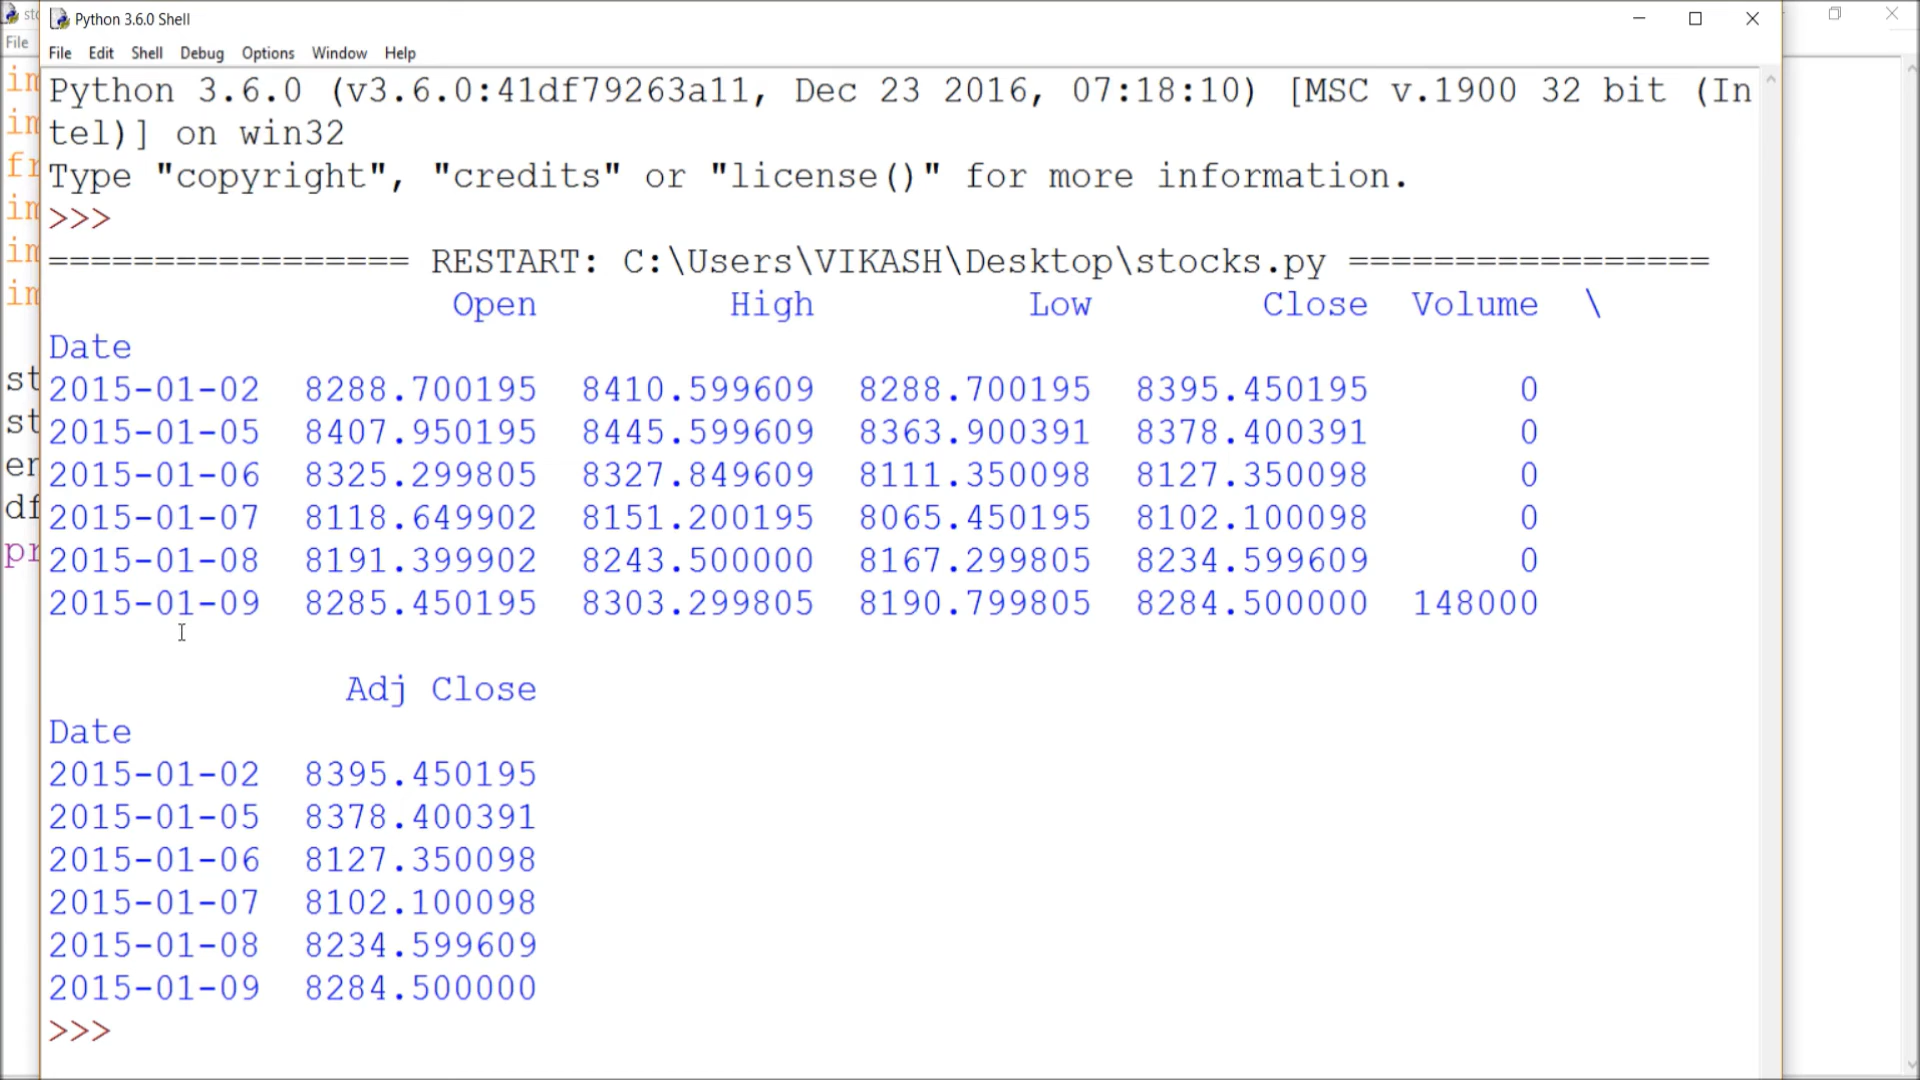 Python 3.6.0 Shell
File Edit Shell Debug Options Window Help
Python 3.6.0 (v3.6.0:41df79263a11, Dec 23 2016, 07:18:10) [MSC v.1900 32 bit (In
tel)] on win32
Type "copyright", "credits" or "license()" for more information.
>>>
================= RESTART: C:\Users\VIKASH\Desktop\stocks.py =================
Open High Low Close Volume \
Date
2015-01-02 8288.700195 8410.599609 8288.700195 8395.450195 0
2015-01-05 8407.950195 8445.599609 8363.900391 8378.400391 0
2015-01-06 8325.299805 8327.849609 8111.350098 8127.350098 0
2015-01-07 8118.649902 8151.200195 8065.450195 8102.100098 0
2015-01-08 8191.399902 8243.500000 8167.299805 8234.599609 0
2015-01-09 8285.450195 8303.299805 8190.799805 8284.500000 148000
Adj Close
Date
2015-01-02 8395.450195
2015-01-05 8378.400391
2015-01-06 8127.350098
2015-01-07 8102.100098
2015-01-08 8234.599609
2015-01-09 8284.500000
>>>
File